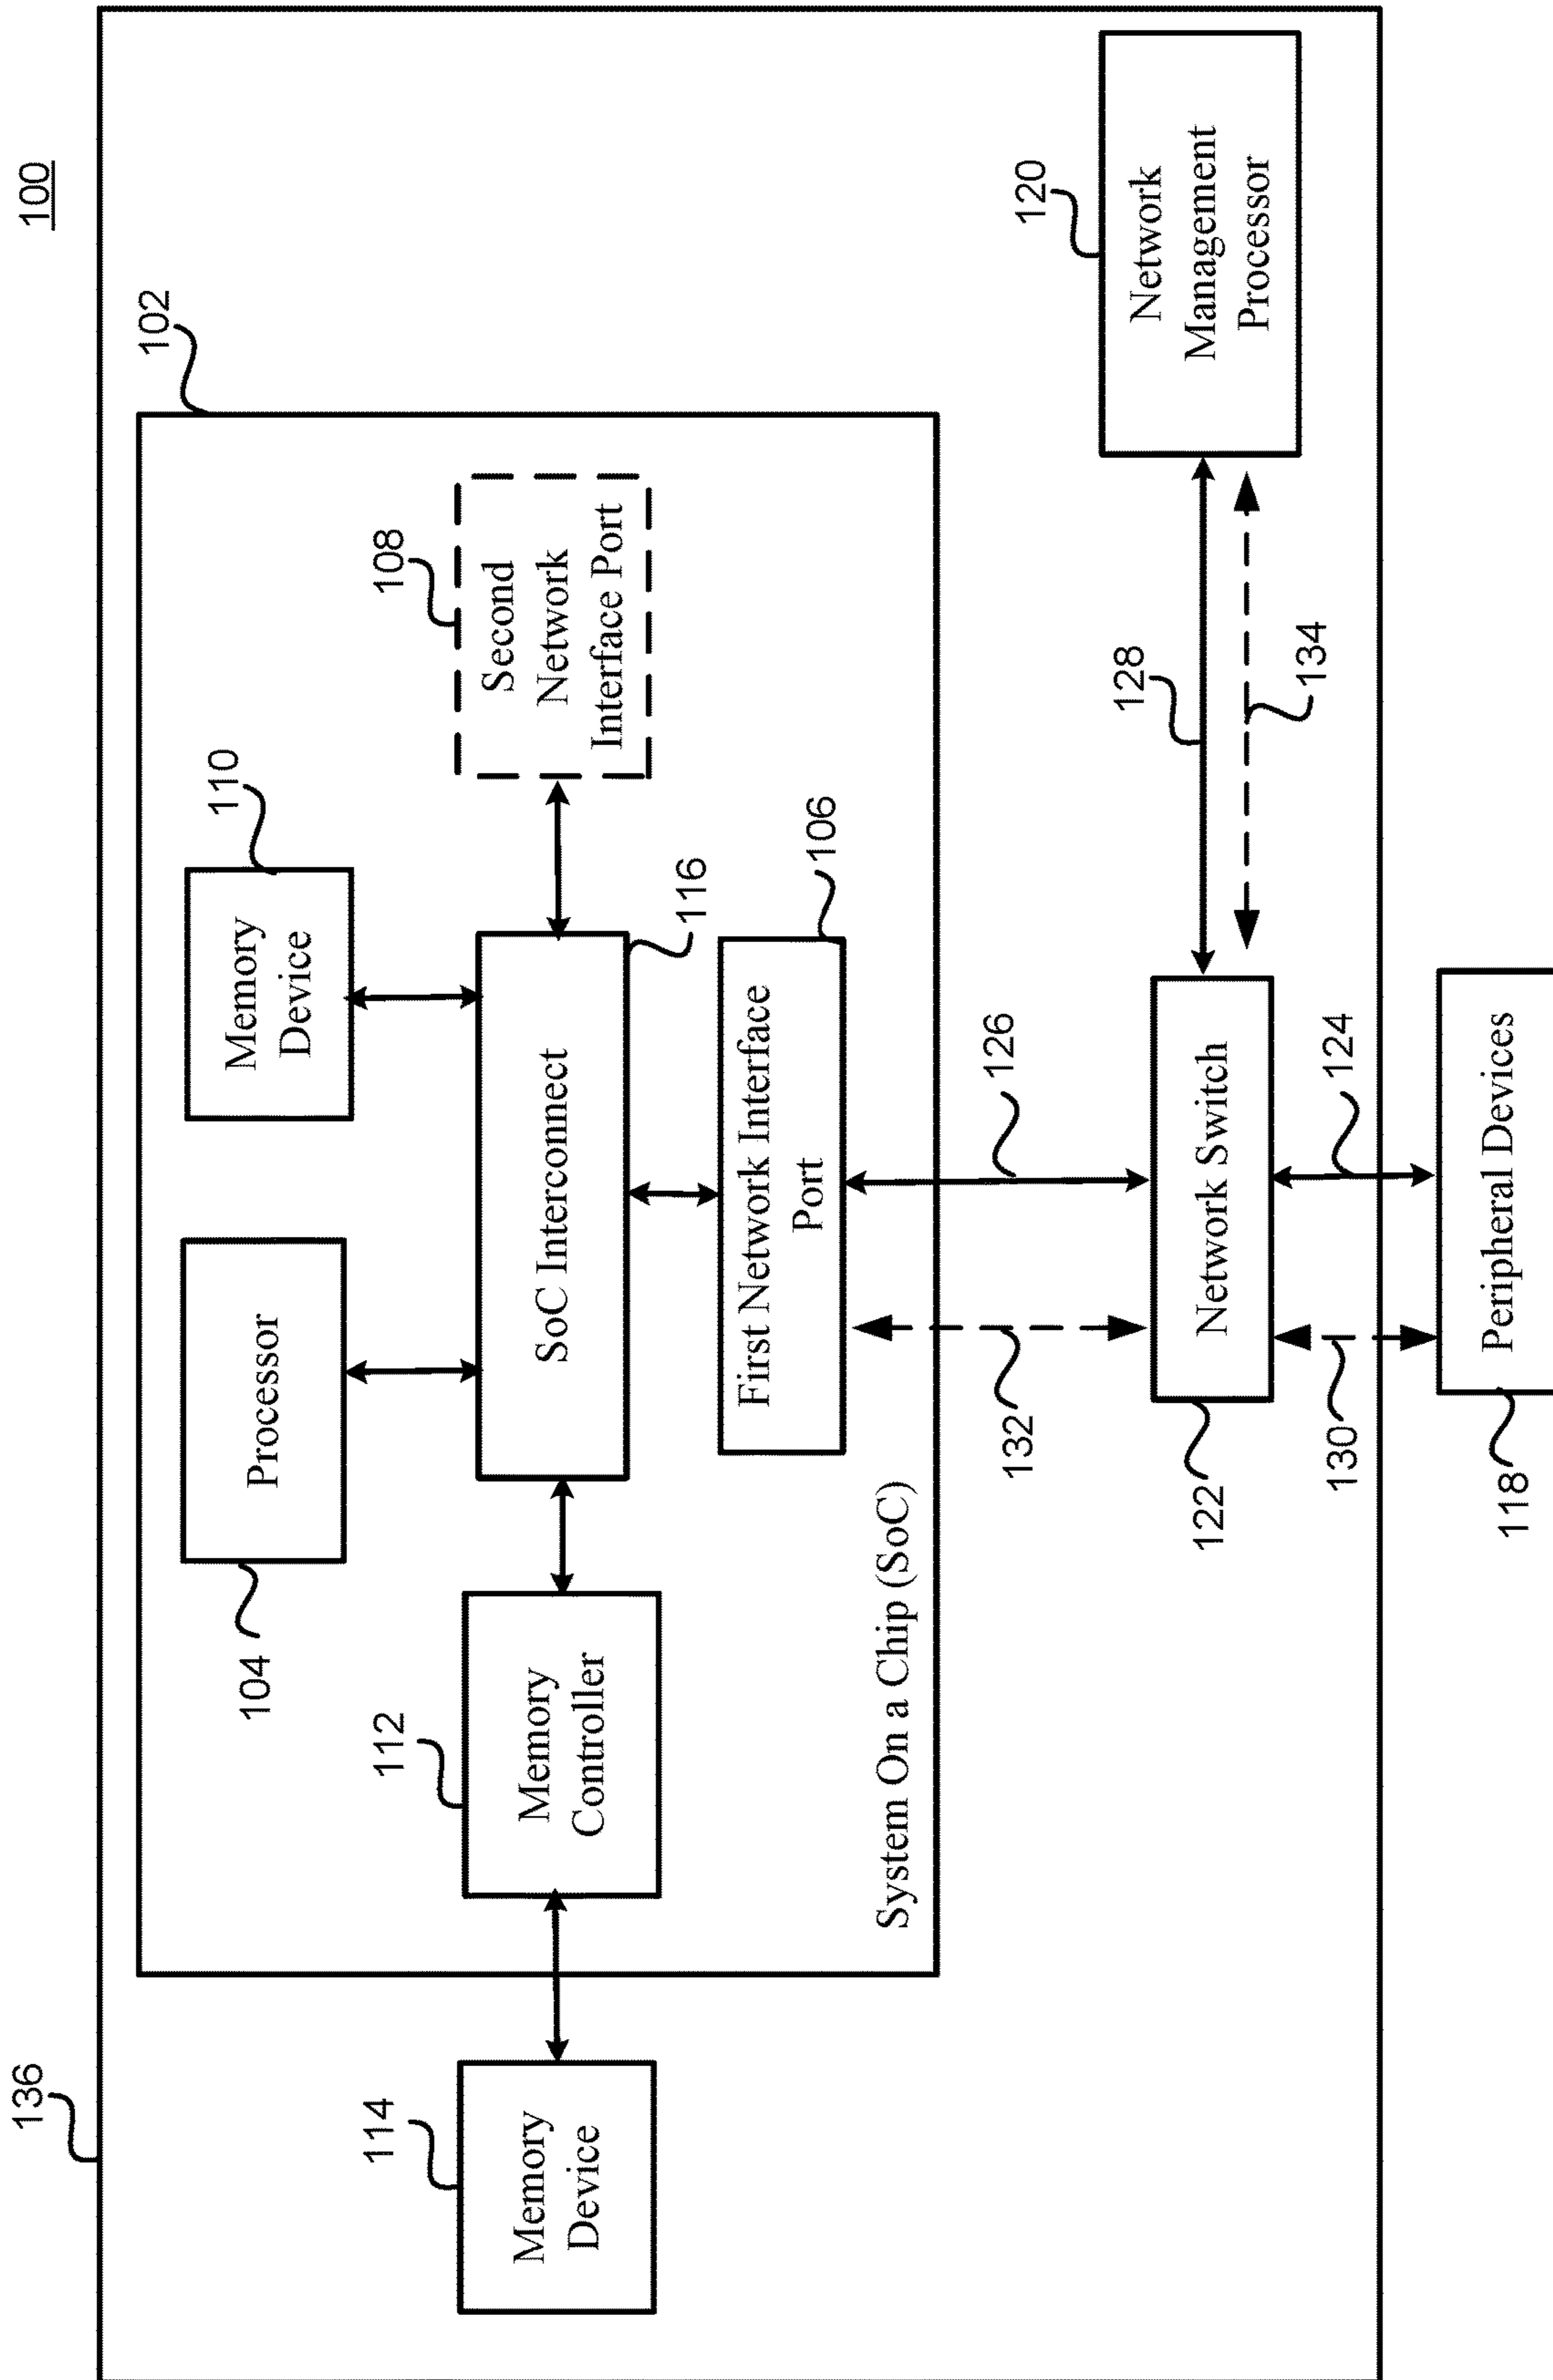 100
136
102
104
Processor
110
Memory
Device
108
Second
Network
Interface Port
114
Memory
Device
112
Memory
Controller
SoC Interconnect
116
First Network Interface
Port
106
System On a Chip (SoC)
132
126
128
134
120
Network
Management
Processor
122
Network Switch
130
124
118
Peripheral Devices